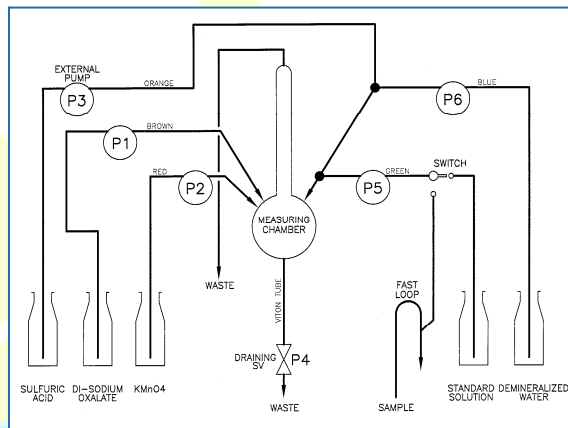 EXTERNAL
PUMP
P3
ORANGE
P6
BLUE
P1
BROWN
P2
RED
P5
GREEN
SWITCH
MEASURING
CHAMBER
WASTE
VITON TUBE
FAST
LOOP
DRAINING
SV
P4
WASTE
SAMPLE
SULFURIC
ACID
DI-SODIUM
OXALATE
KMnO4
STANDARD
SOLUTION
DEMINERALIZED
WATER